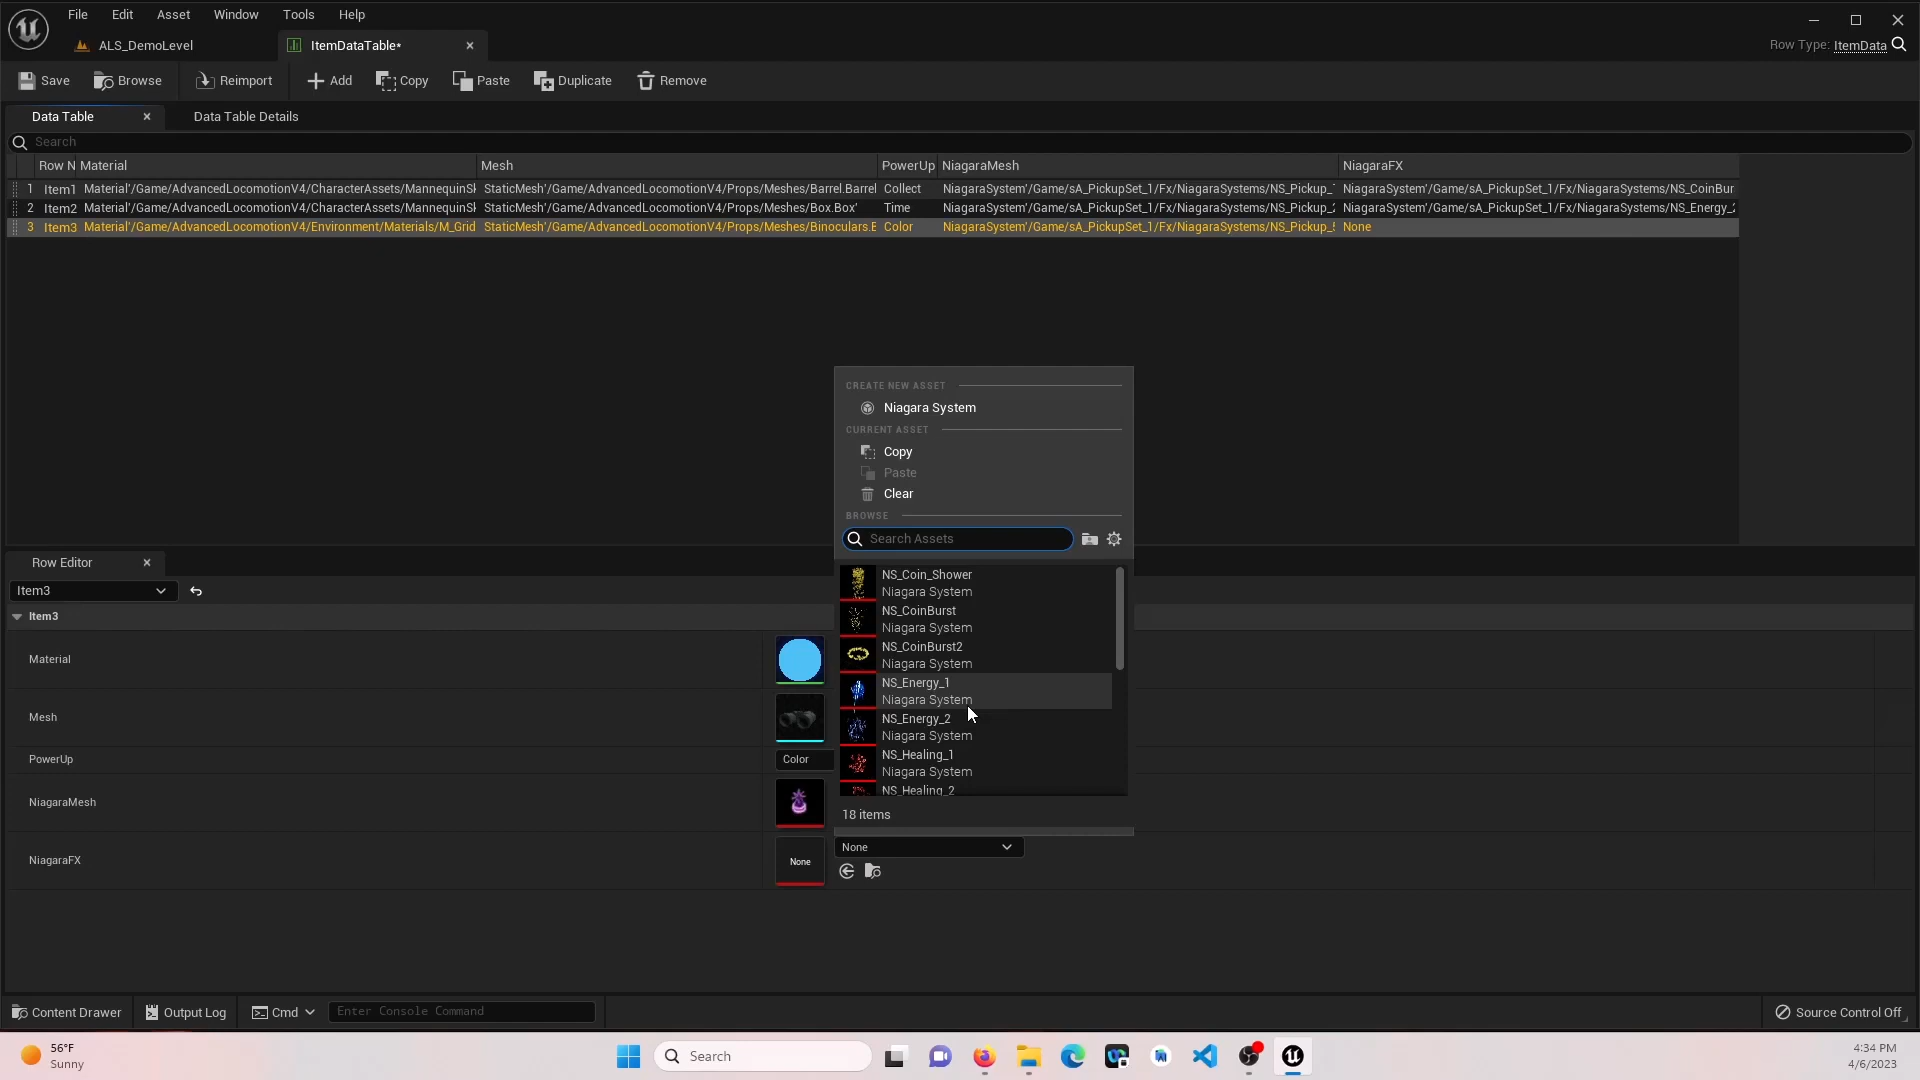 File Edit Asset Window Tools Help
ALS_DemoLevel ItemDataTable* Row Type: ItemData
Save Browse Reimport Add Copy Paste Duplicate Remove
Data Table Data Table Details
Search
Row N Material Mesh PowerUp NiagaraMesh NiagaraFX
1 Item1 Material'/Game/AdvancedLocomotionV4/CharacterAssets/MannequinSk StaticMesh'/Game/AdvancedLocomotionV4/Props/Meshes/Barrel.Barrel Collect NiagaraSystem'/Game/sA_PickupSet_1/Fx/NiagaraSystems/NS_Pickup_ NiagaraSystem'/Game/sA_PickupSet_1/Fx/NiagaraSystems/NS_CoinBur
2 Item2 Material'/Game/AdvancedLocomotionV4/CharacterAssets/MannequinSk StaticMesh'/Game/AdvancedLocomotionV4/Props/Meshes/Box.Box' Time NiagaraSystem'/Game/sA_PickupSet_1/Fx/NiagaraSystems/NS_Pickup_2 NiagaraSystem'/Game/sA_PickupSet_1/Fx/NiagaraSystems/NS_Energy_2
3 Item3 Material'/Game/AdvancedLocomotionV4/Environment/Materials/M_Grid StaticMesh'/Game/AdvancedLocomotionV4/Props/Meshes/Binoculars.E Color NiagaraSystem'/Game/sA_PickupSet_1/Fx/NiagaraSystems/NS_Pickup_5 None
CREATE NEW ASSET
Niagara System
CURRENT ASSET
Copy
Paste
Clear
BROWSE
Search Assets
NS_Coin_Shower
Niagara System
NS_CoinBurst
Niagara System
NS_CoinBurst2
Niagara System
NS_Energy_1
Niagara System
NS_Energy_2
Niagara System
NS_Healing_1
Niagara System
NS_Healing_2
18 items
Row Editor
Item3
Item3
Material
Mesh
PowerUp Color
NiagaraMesh
NiagaraFX None None
Content Drawer Output Log Cmd Enter Console Command Source Control Off
56°F
Sunny
Search
4:34 PM
4/6/2023